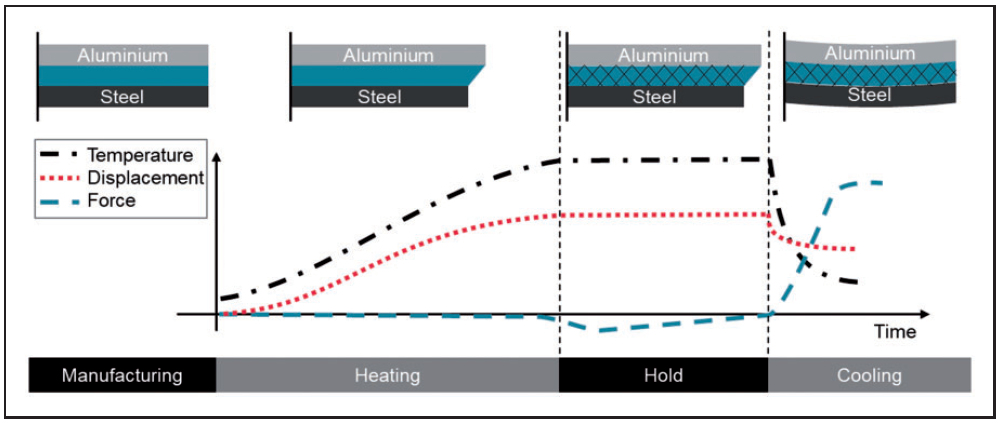 Aluminium
Steel
Aluminium
Steel
Aluminium
Steel
Aluminium
Steel
Temperature
Displacement
Force
Time
Manufacturing
Heating
Hold
Cooling